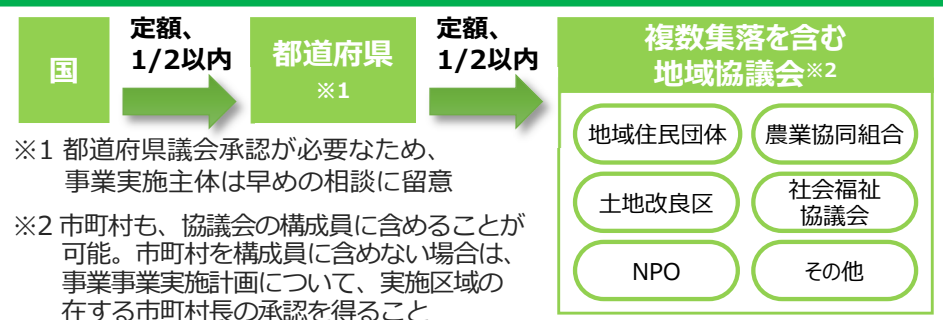 国
定額、
1/2以内
都道府県
※1
定額、
1/2以内
複数集落を含む
地域協議会※2
地域住民団体
農業協同組合
土地改良区
社会福祉
協議会
NPO
その他
※1 都道府県議会承認が必要なため、
事業実施主体は早めの相談に留意
※2 市町村も、協議会の構成員に含めることが
可能。市町村を構成員に含めない場合は、
事業事業実施計画について、実施区域の
在する市町村長の承認を得ること